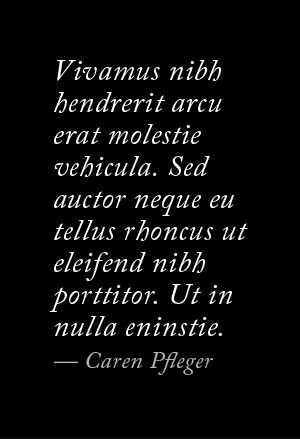 Vivamus nibh
hendrerit arcu
erat molestie
vehicula. Sed
auctor neque eu
tellus rhoncus ut
eleifend nibh
porttitor. Ut in
nulla eninstie.
— Caren Pfleger